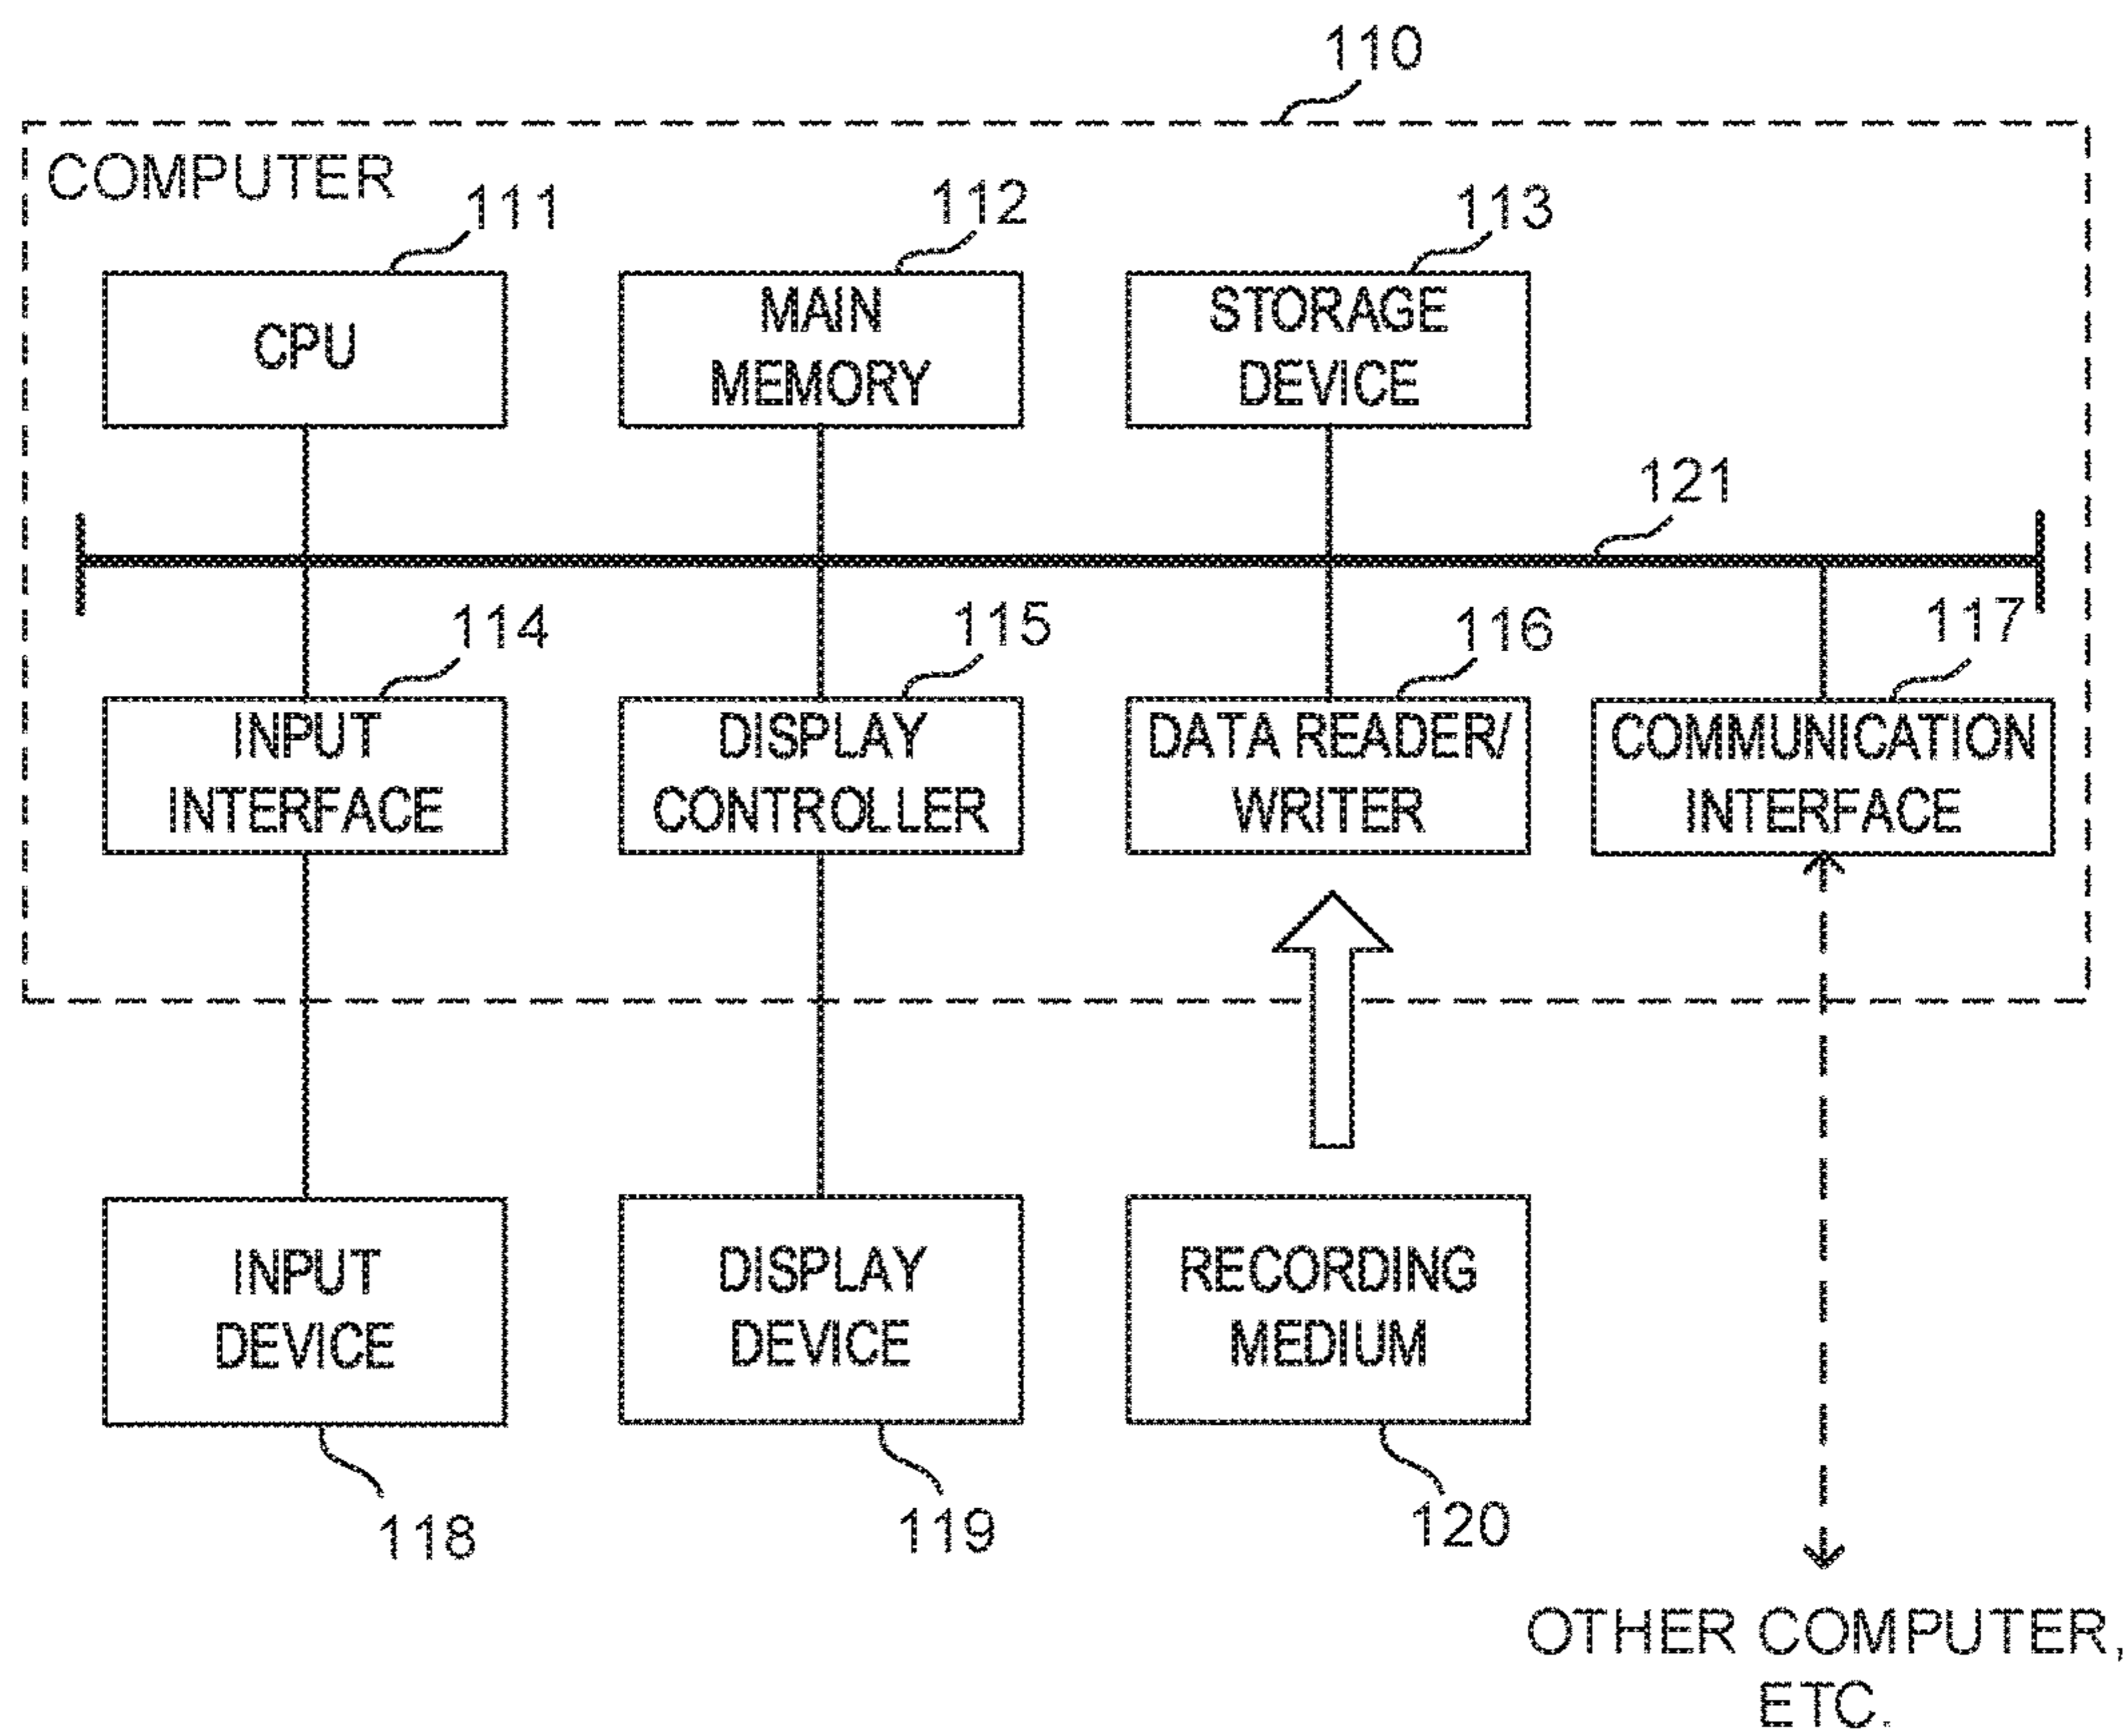 110
COMPUTER
111
112
113
CPU
MAIN
MEMORY
STORAGE
DEVICE
121
114
115
116
117
INPUT
INTERFACE
DISPLAY
CONTROLLER
DATA READER/
WRITER
COMMUNICATION
INTERFACE
INPUT
DEVICE
DISPLAY
DEVICE
RECORDING
MEDIUM
118
119
120
OTHER COMPUTER,
ETC.